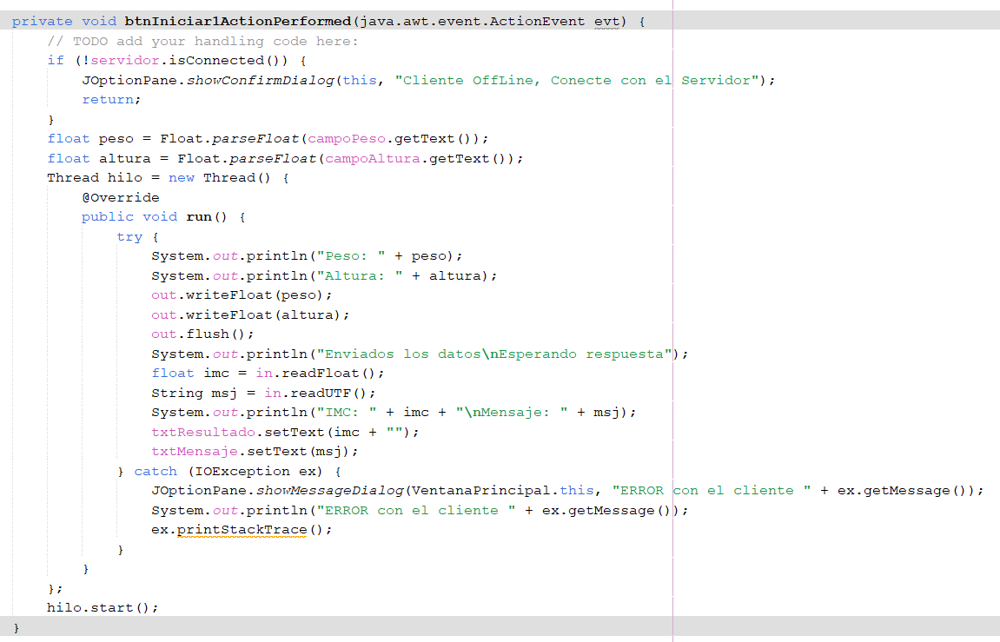 private void btnIniciar1ActionPerformed(java.awt.event.ActionEvent evt) {
    // TODO add your handling code here:
    if (!servidor.isConnected()) {
        JOptionPane.showConfirmDialog(this, "Cliente OffLine, Conecte con el Servidor");
        return;
    }
    float peso = Float.parseFloat(campoPeso.getText());
    float altura = Float.parseFloat(campoAltura.getText());
    Thread hilo = new Thread() {
        @Override
        public void run() {
            try {
                System.out.println("Peso: " + peso);
                System.out.println("Altura: " + altura);
                out.writeFloat(peso);
                out.writeFloat(altura);
                out.flush();
                System.out.println("Enviados los datos\nEsperando respuesta");
                float imc = in.readFloat();
                String msj = in.readUTF();
                System.out.println("IMC: " + imc + "\nMensaje: " + msj);
                txtResultado.setText(imc + "");
                txtMensaje.setText(msj);
            } catch (IOException ex) {
                JOptionPane.showMessageDialog(VentanaPrincipal.this, "ERROR con el cliente " + ex.getMessage());
                System.out.println("ERROR con el cliente " + ex.getMessage());
                ex.printStackTrace();
            }
        }
    };
    hilo.start();
}